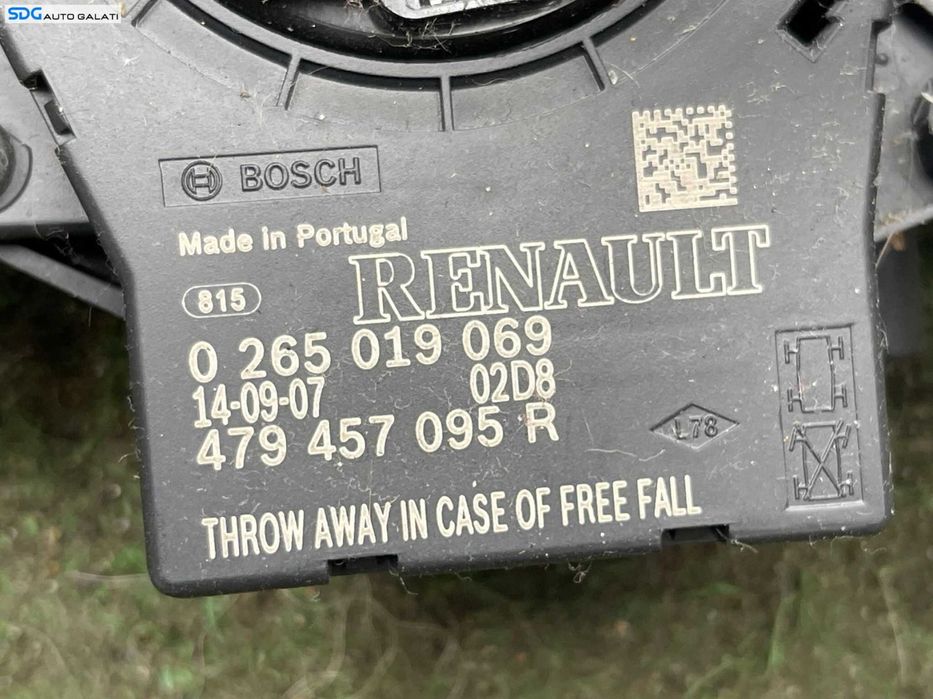 SDG AUTO GALATI
BOSCH
Made in Portugal
RENAULT
815
0 265 019 069
14-09-07 02D8
479 457 095 R
L78
THROW AWAY IN CASE OF FREE FALL